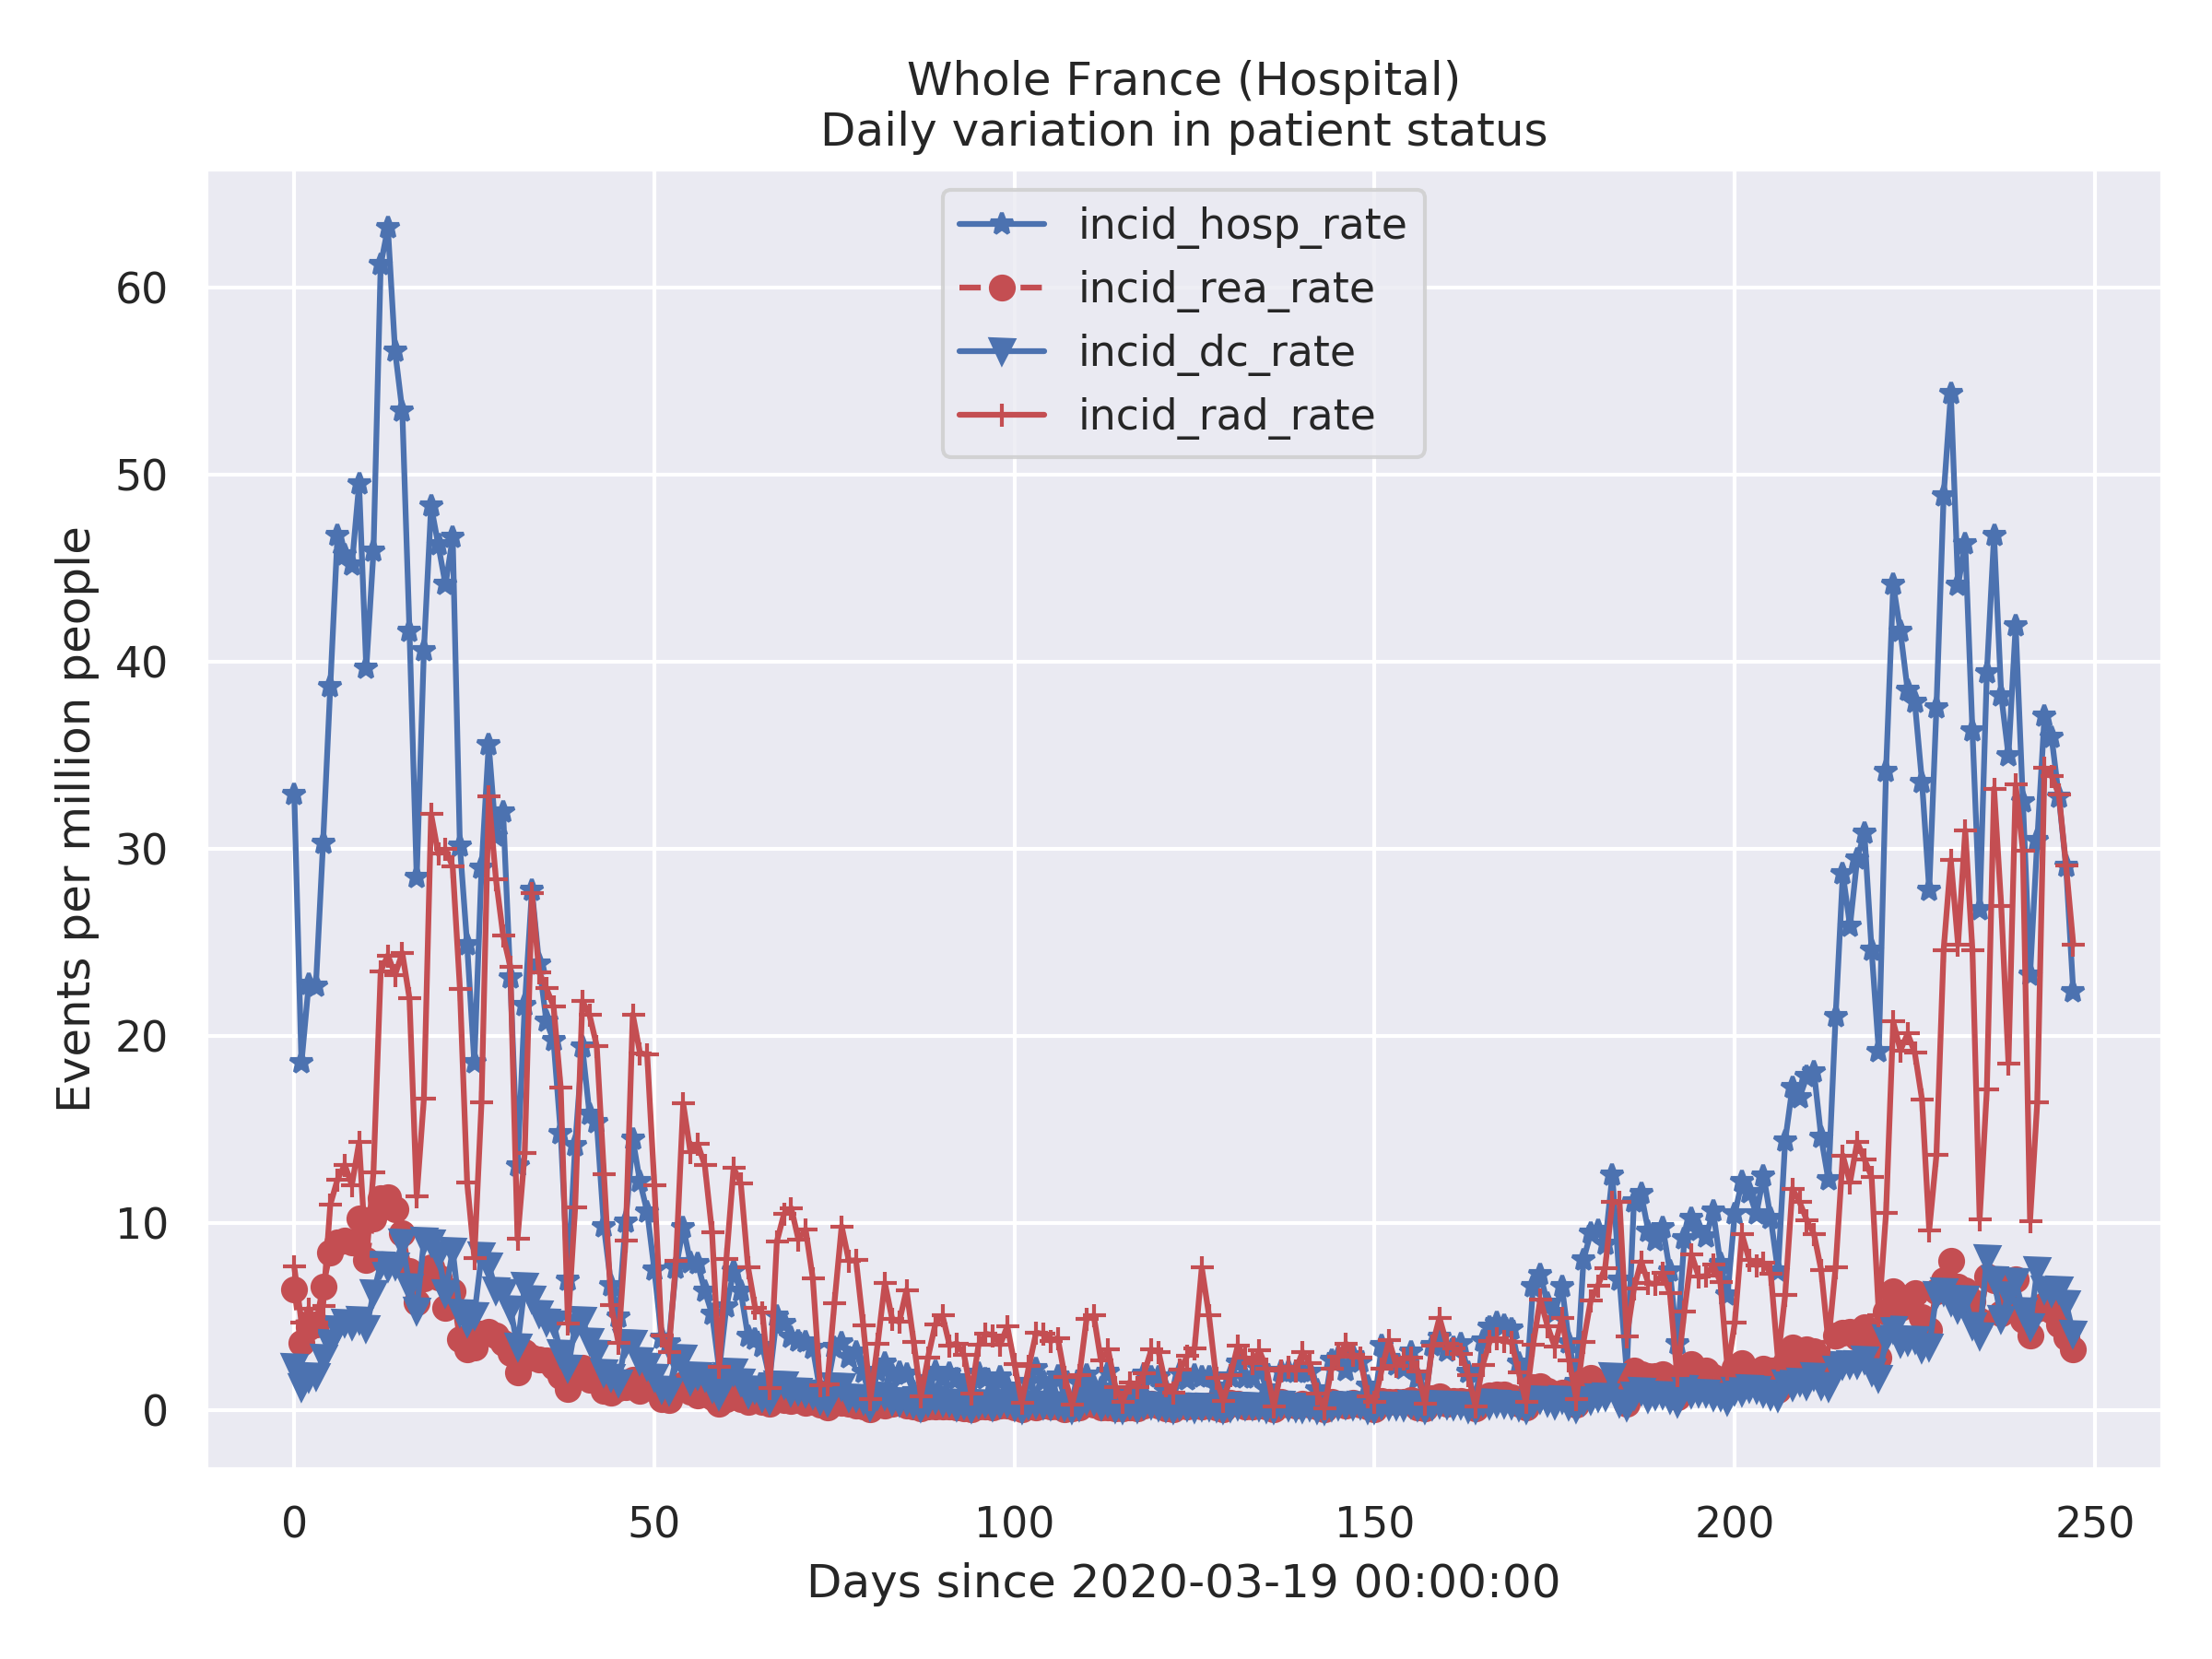 Whole France (Hospital)
Daily variation in patient status
incid_hosp_rate
incid_rea_rate
incid_dc_rate
incid_rad_rate
Events per million people
60
50
40
30
20
10
0
0 50 100 150 200 250
Days since 2020-03-19 00:00:00